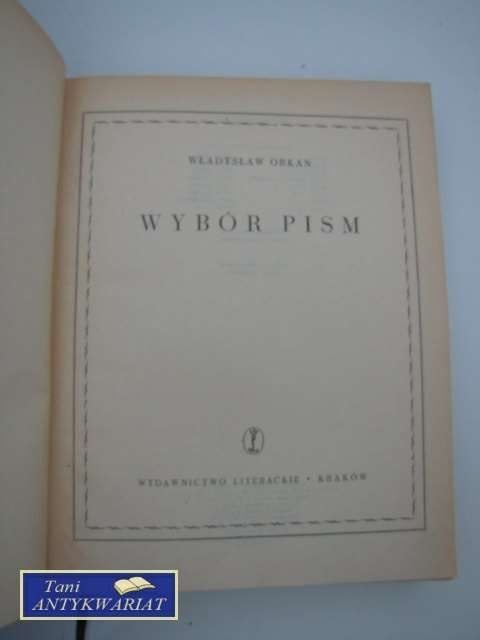 WŁADYSŁAW ORKAN
WYBÓR PISM
WYDAWNICTWO LITERACKIE • KRAKÓW
Tani
ANTYKWARIAT